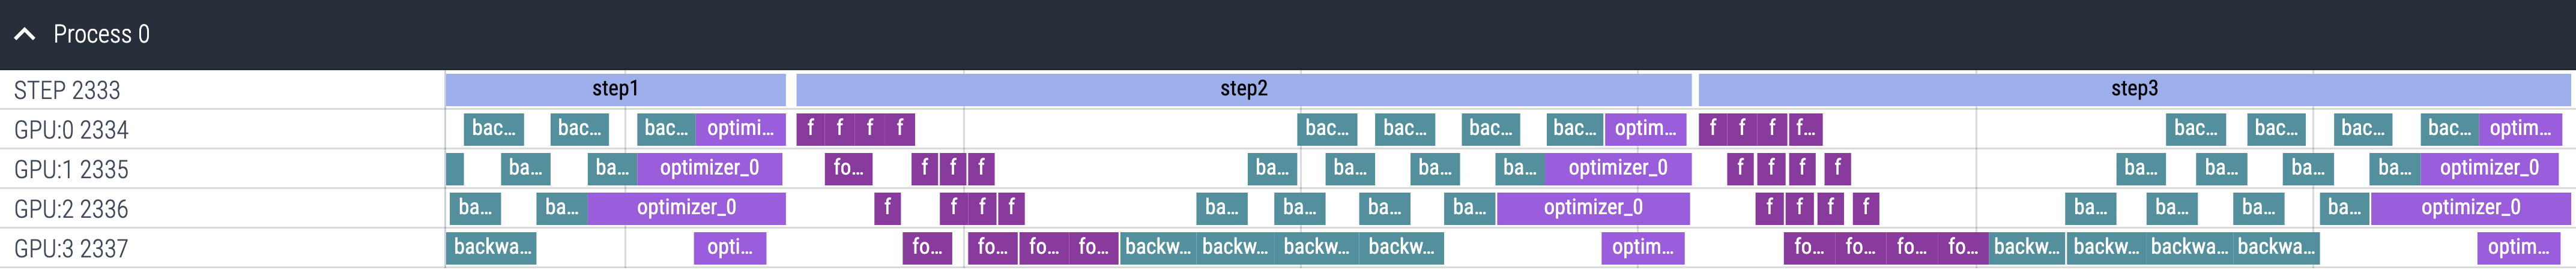 Process 0
STEP 2333 step1 step2 step3
GPU:0 2334 bac... bac... bac... optimi... f f f f bac... bac... bac... bac... optim... f f f f... bac... bac... bac... bac... optim...
GPU:1 2335 ba... ba... optimizer_0 fo... f f f ba... ba... ba... ba... optimizer_0 f f f f ba... ba... ba... ba... optimizer_0
GPU:2 2336 ba... ba... optimizer_0 f f f f ba... ba... ba... ba... optimizer_0 f f f f ba... ba... ba... ba... optimizer_0
GPU:3 2337 backwa... opti... fo... fo... fo... fo... backw... backw... backw... backw... optim... fo... fo... fo... fo... backw... backw... backwa... backwa... optim...